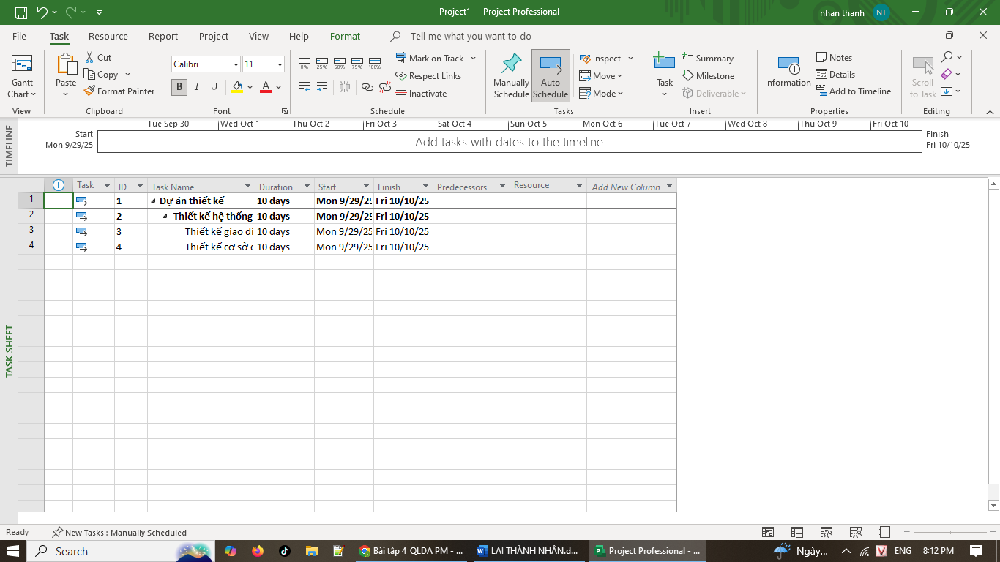 Project1 - Project Professional
nhan thanh NT
File Task Resource Report Project View Help Format Tell me what you want to do
Gantt Chart
View
Paste
Cut
Copy
Format Painter
Clipboard
Calibri 11
B I U A
Font
0% 25% 50% 75% 100%
Mark on Track
Respect Links
Inactivate
Schedule
Manually Schedule
Auto Schedule
Inspect
Move
Mode
Tasks
Task
Summary
Milestone
Deliverable
Insert
Information
Notes
Details
Add to Timeline
Properties
Scroll to Task
Editing
TIMELINE
Tue Sep 30 Wed Oct 1 Thu Oct 2 Fri Oct 3 Sat Oct 4 Sun Oct 5 Mon Oct 6 Tue Oct 7 Wed Oct 8 Thu Oct 9 Fri Oct 10
Start
Mon 9/29/25
Add tasks with dates to the timeline
Finish
Fri 10/10/25
TASK SHEET
Task ID Task Name Duration Start Finish Predecessors Resource Add New Column
1 1 Dự án thiết kế 10 days Mon 9/29/25 Fri 10/10/25
2 2 Thiết kế hệ thống 10 days Mon 9/29/25 Fri 10/10/25
3 3 Thiết kế giao di 10 days Mon 9/29/25 Fri 10/10/25
4 4 Thiết kế cơ sở 10 days Mon 9/29/25 Fri 10/10/25
Ready New Tasks : Manually Scheduled
Search
Bài tập 4_QLDA PM - ...
LẠI THÀNH NHÂN.d...
Project Professional - ...
Ngày...
V ENG 8:12 PM